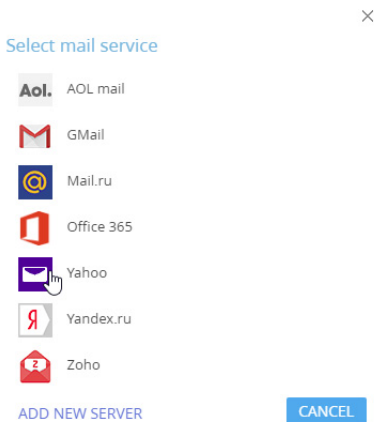 Select mail service
Aol. AOL mail
GMail
@ Mail.ru
Office 365
Yahoo
Я Yandex.ru
Z Zoho
ADD NEW SERVER CANCEL